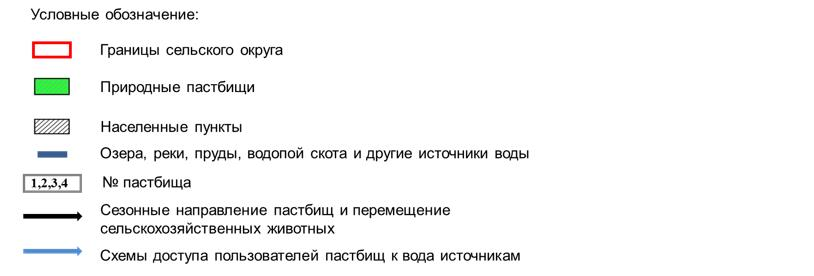 Условные обозначение:
Границы сельского округа
Природные пастбищи
Населенные пункты
Озера, реки, пруды, водопой скота и другие источники воды
1,2,3,4 № пастбища
Сезонные направление пастбищ и перемещение
сельскохозяйственных животных
Схемы доступа пользователей пастбищ к вода источникам